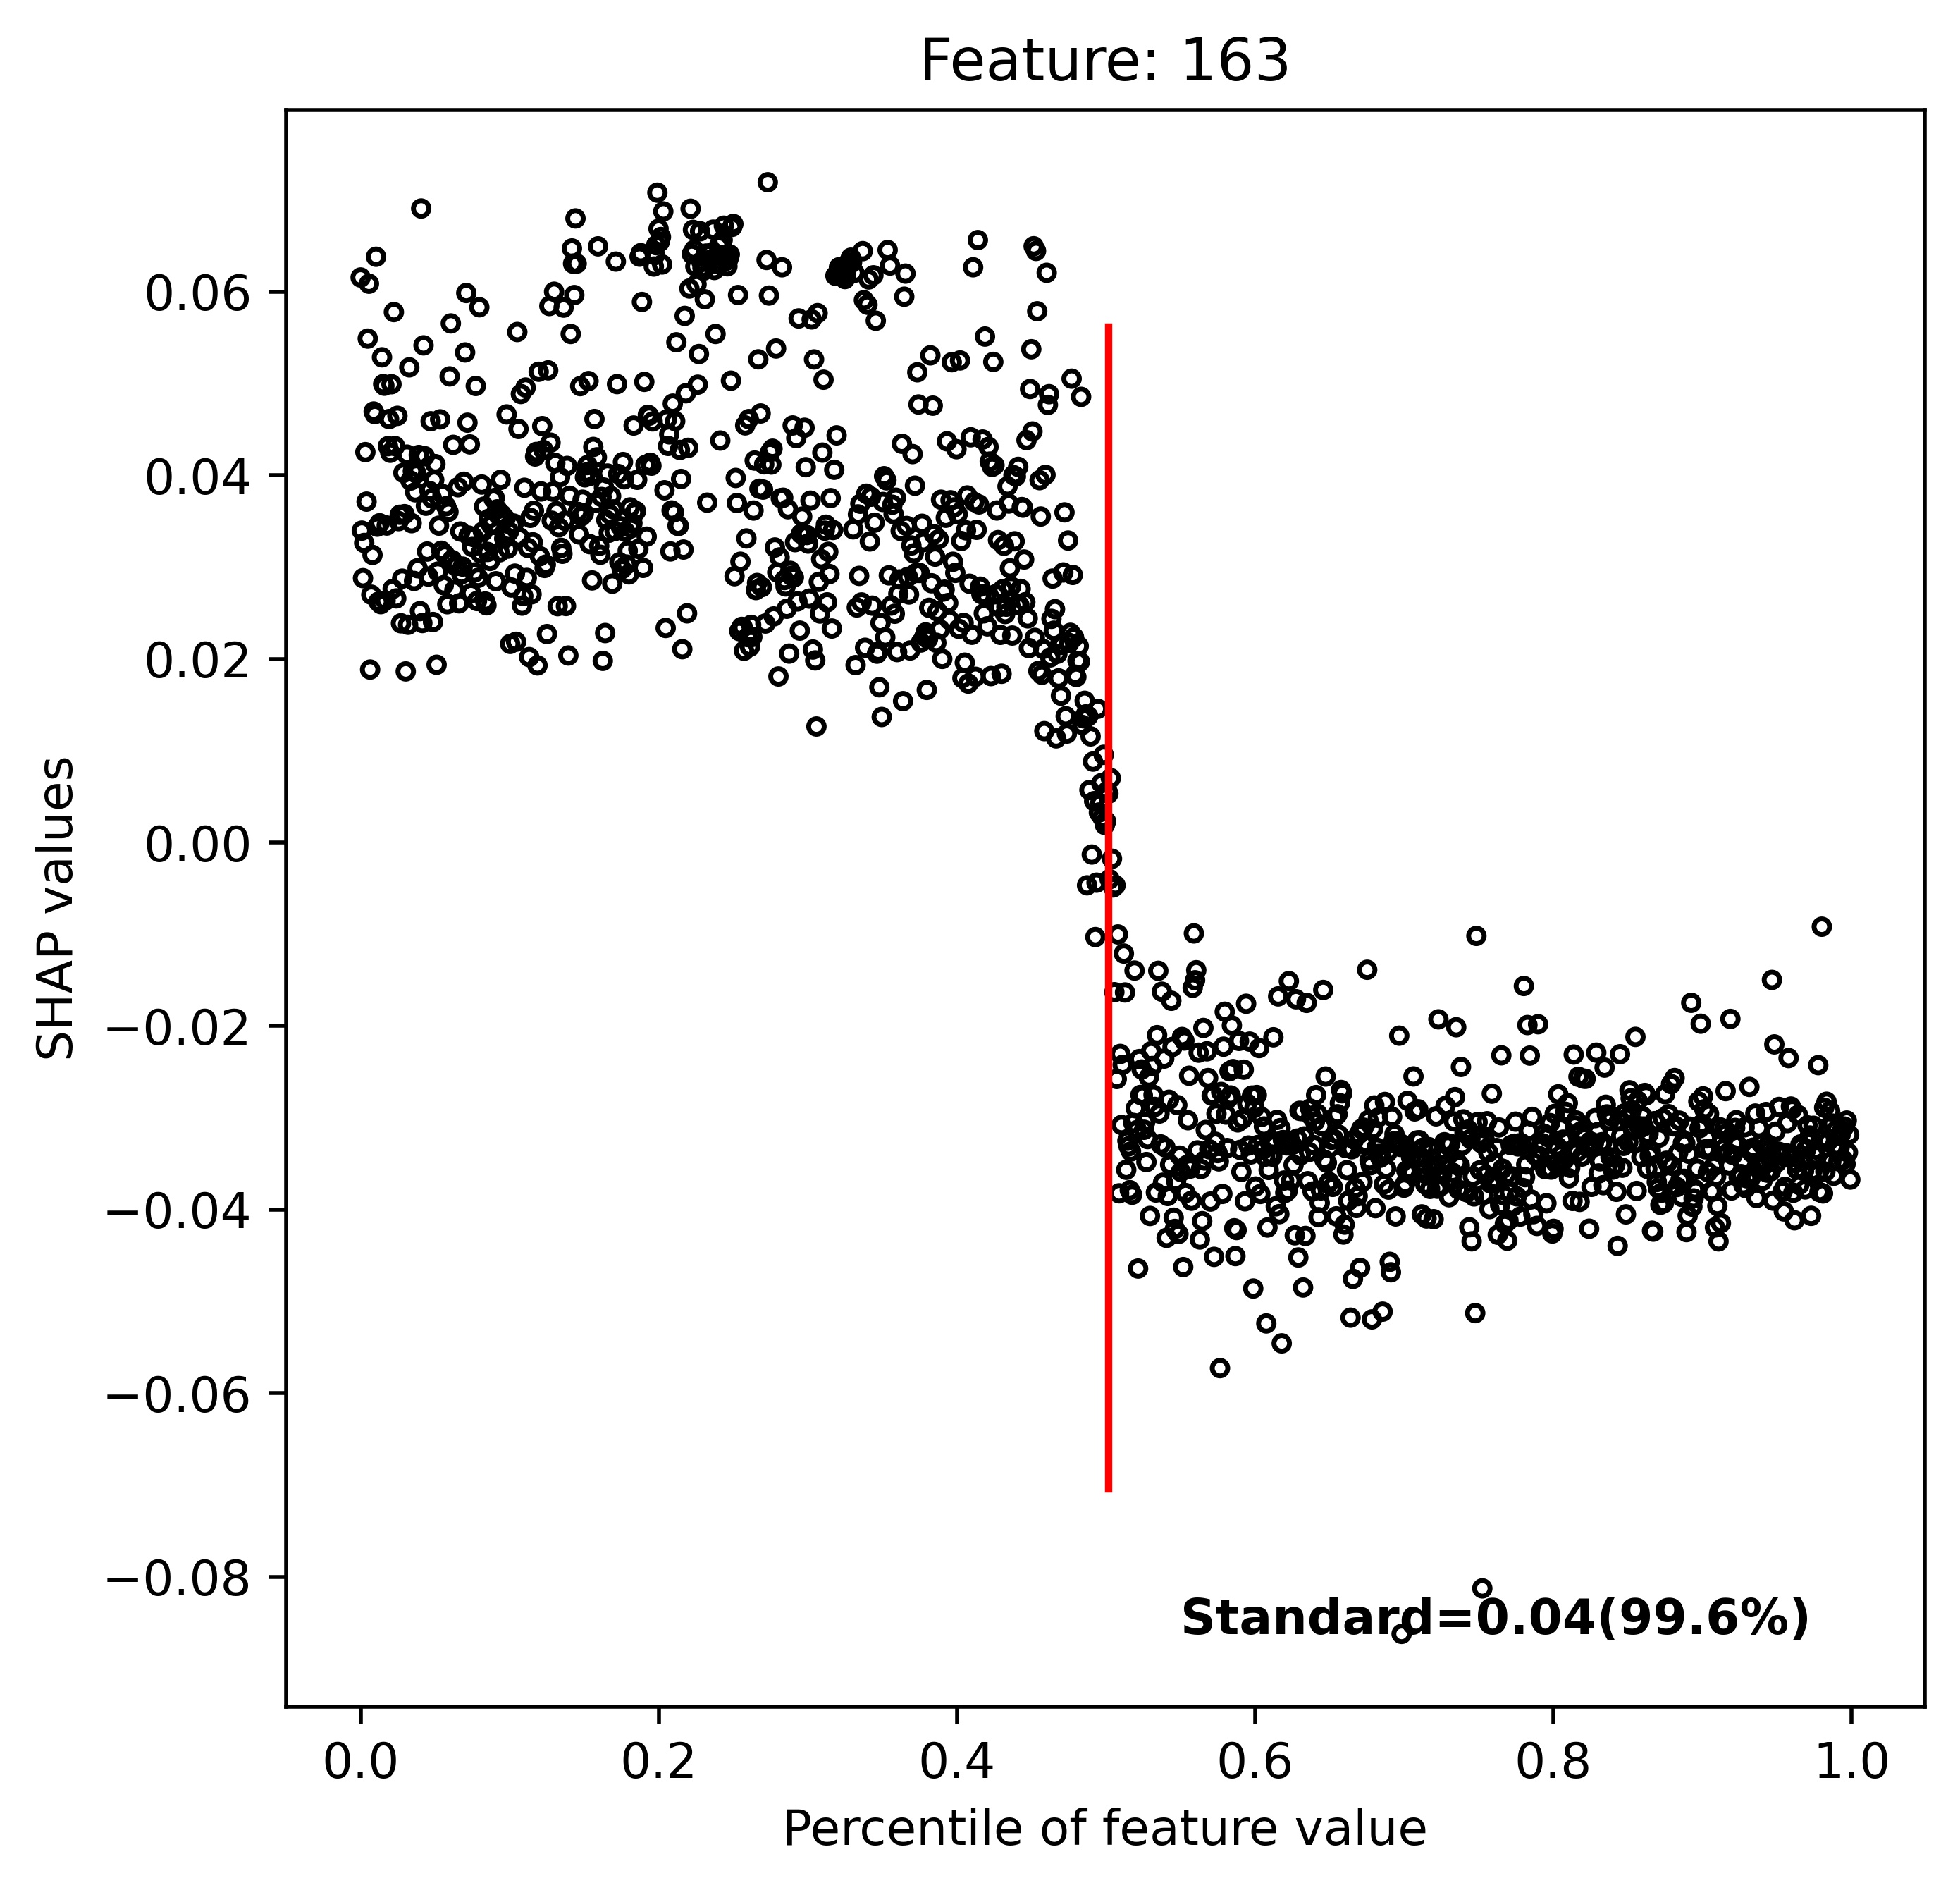 Feature: 163
0.06
0.04
0.02
0.00
−0.02
−0.04
−0.06
−0.08
SHAP values
Standard=0.04(99.6%)
0.0 0.2 0.4 0.6 0.8 1.0
Percentile of feature value